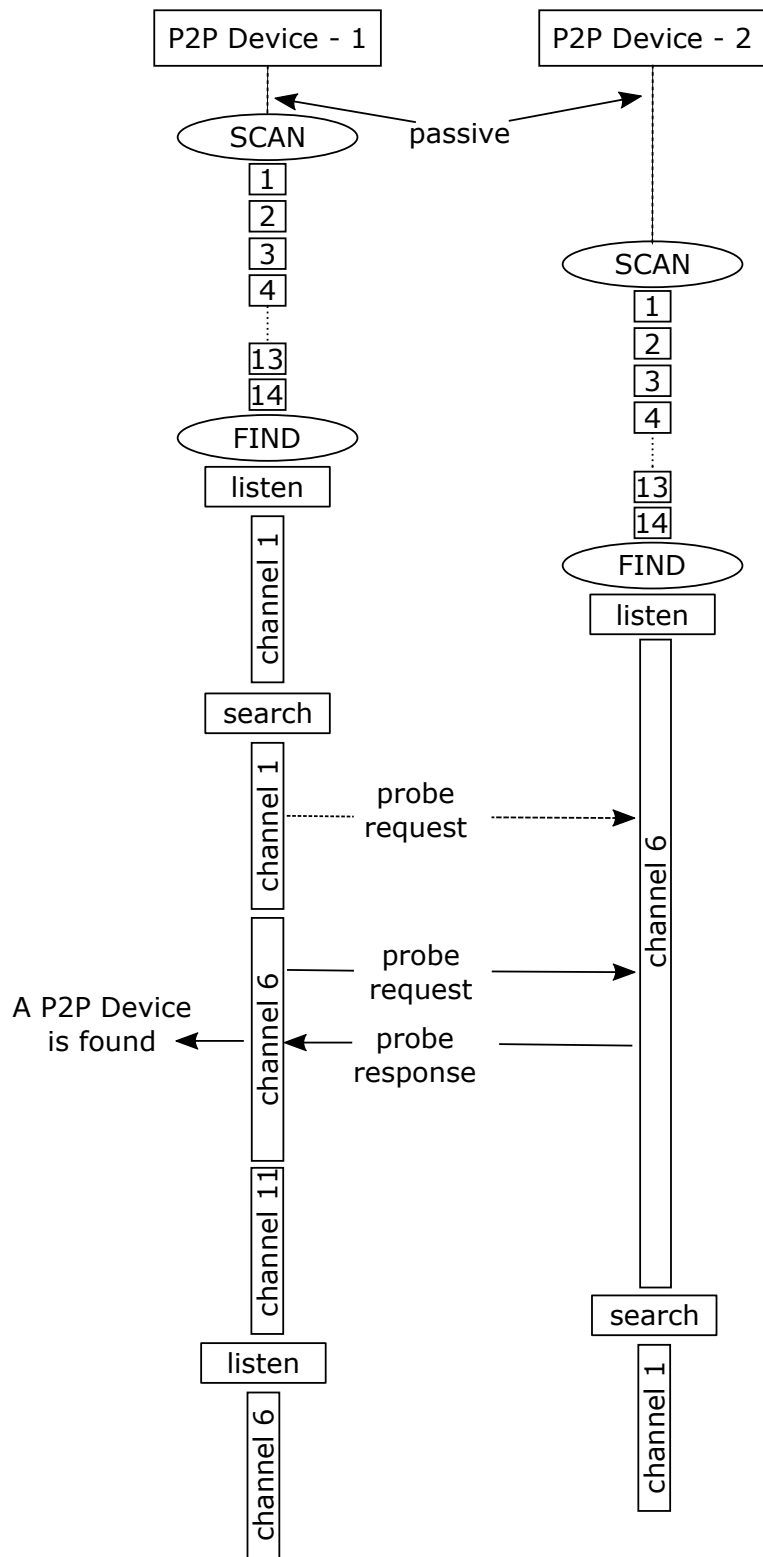 P2P Device - 1
P2P Device - 2
passive
SCAN
1
2
3
4
13
14
FIND
listen
channel 1
search
channel 1
channel 6
channel 11
listen
channel 6
SCAN
1
2
3
4
13
14
FIND
listen
channel 6
search
channel 1
probe
request
probe
request
probe
response
A P2P Device
is found